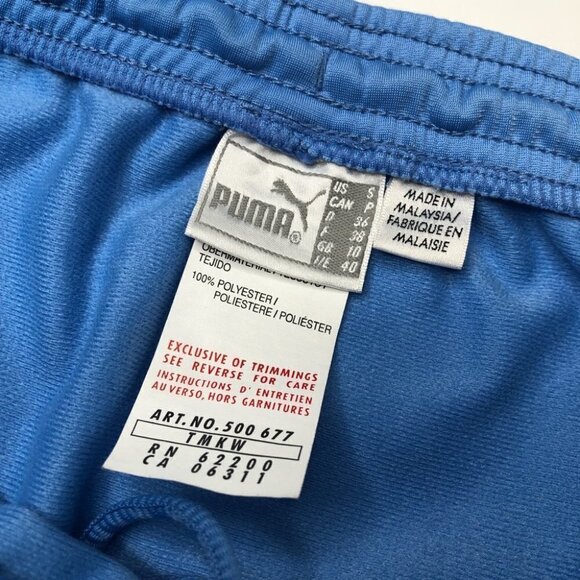 PUMA®
US S
CAN P
D 36
F 38
GB 10
I/E 40
MADE IN
MALAYSIA/
FABRIQUE EN
MALAISIE
TEJIDO
100% POLYESTER/
POLIESTERE/POLIÉSTER
EXCLUSIVE OF TRIMMINGS
SEE REVERSE FOR CARE
INSTRUCTIONS D' ENTRETIEN
AU VERSO, HORS GARNITURES
ART.NO.500 677
TMKW
RN 62200
CA 06311